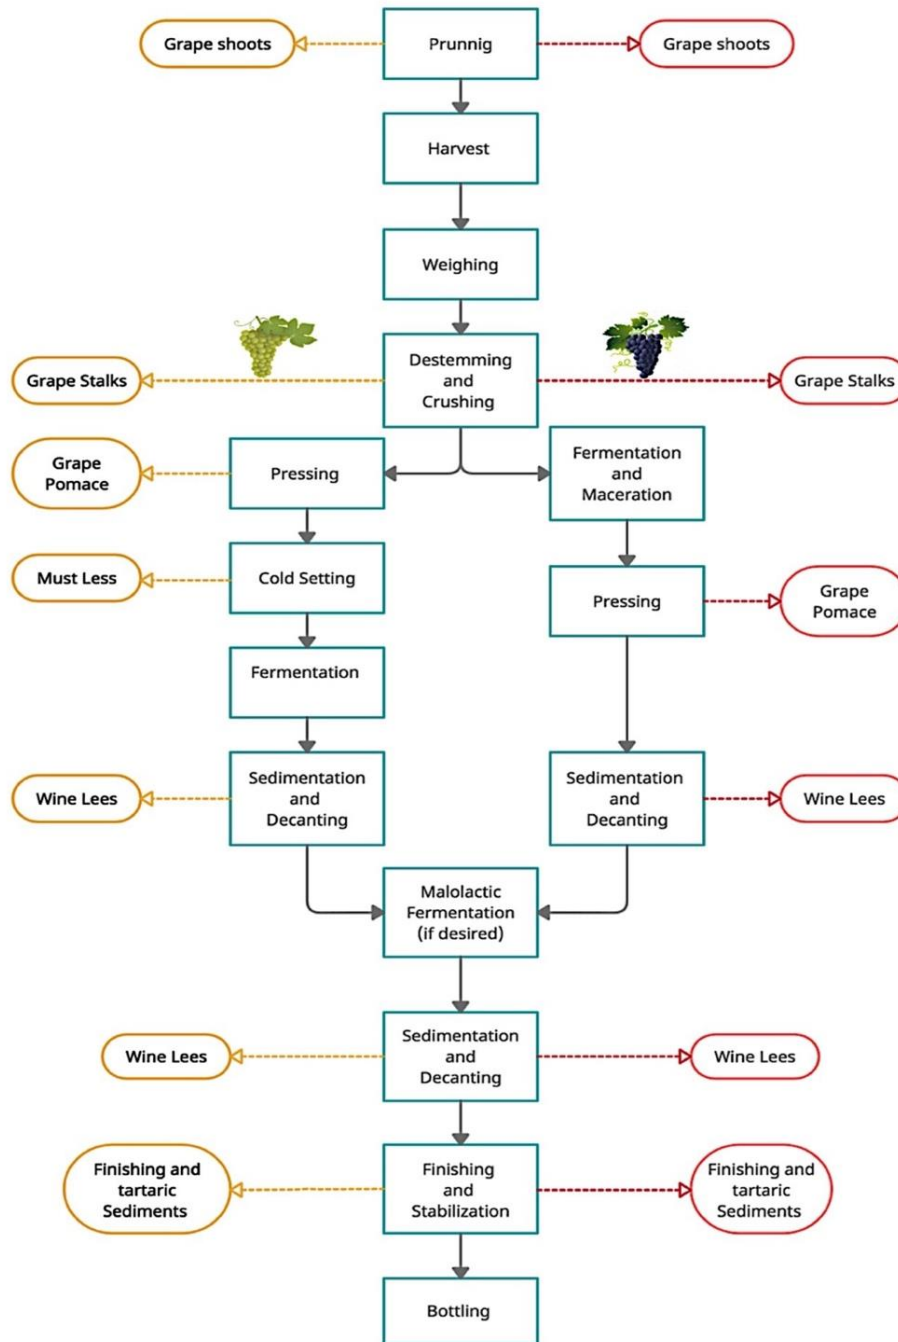 Grape shoots
Prunnig
Grape shoots
Harvest
Weighing
Grape Stalks
Destemming
and
Crushing
Grape Stalks
Grape
Pomace
Pressing
Fermentation
and
Maceration
Must Less
Cold Setting
Pressing
Grape
Pomace
Fermentation
Wine Lees
Sedimentation
and
Decanting
Sedimentation
and
Decanting
Wine Lees
Malolactic
Fermentation
(if desired)
Wine Lees
Sedimentation
and
Decanting
Wine Lees
Finishing and
tartaric
Sediments
Finishing
and
Stabilization
Finishing and
tartaric
Sediments
Bottling